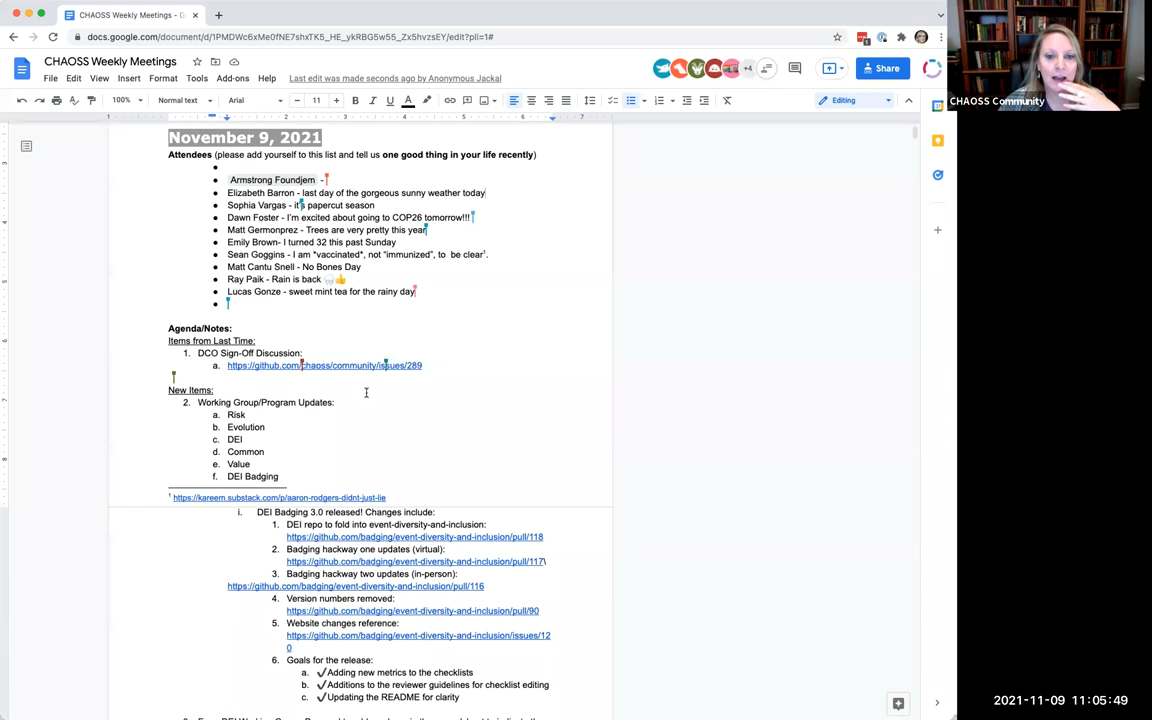 CHAOSS Weekly Meetings - G
docs.google.com/document/d/1PMDWc6xMe0fNE7shxTK5_HE_ykRBG5w55_Zx5hvzsEY/edit?pli=1#
CHAOSS Weekly Meetings
File Edit View Insert Format Tools Add-ons Help Last edit was made seconds ago by Anonymous Jackal
+4 Share
100% Normal text Arial 11 Editing
CHAOSS Community
November 9, 2021
Attendees (please add yourself to this list and tell us one good thing in your life recently)
Armstrong Foundjem -
Elizabeth Barron - last day of the gorgeous sunny weather today
Sophia Vargas - it's papercut season
Dawn Foster - I'm excited about going to COP26 tomorrow!!!
Matt Germonprez - Trees are very pretty this year
Emily Brown- I turned 32 this past Sunday
Sean Goggins - I am *vaccinated*, not "immunized", to be clear¹.
Matt Cantu Snell - No Bones Day
Ray Paik - Rain is back 🌧️👍
Lucas Gonze - sweet mint tea for the rainy day
Agenda/Notes:
Items from Last Time:
1. DCO Sign-Off Discussion:
a. https://github.com/chaoss/community/issues/289
New Items:
2. Working Group/Program Updates:
a. Risk
b. Evolution
c. DEI
d. Common
e. Value
f. DEI Badging
¹ https://kareem.substack.com/p/aaron-rodgers-didnt-just-lie
i. DEI Badging 3.0 released! Changes include:
1. DEI repo to fold into event-diversity-and-inclusion:
https://github.com/badging/event-diversity-and-inclusion/pull/118
2. Badging hackway one updates (virtual):
https://github.com/badging/event-diversity-and-inclusion/pull/117\
3. Badging hackway two updates (in-person):
https://github.com/badging/event-diversity-and-inclusion/pull/116
4. Version numbers removed:
https://github.com/badging/event-diversity-and-inclusion/pull/90
5. Website changes reference:
https://github.com/badging/event-diversity-and-inclusion/issues/12
0
6. Goals for the release:
a. ✓Adding new metrics to the checklists
b. ✓Additions to the reviewer guidelines for checklist editing
c. ✓Updating the README for clarity
2021-11-09 11:05:49